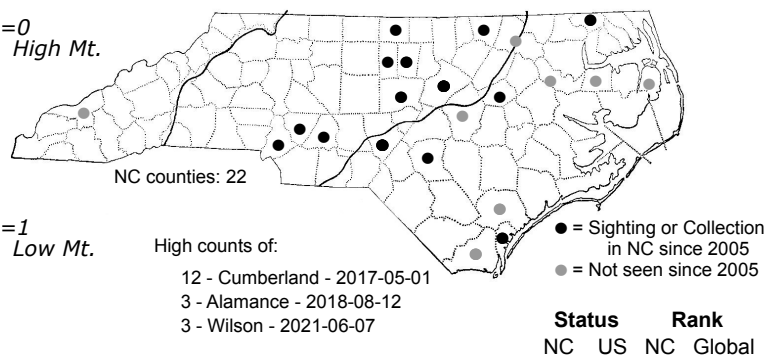 =0
High Mt.
NC counties: 22
=1
Low Mt.
High counts of:
12 - Cumberland - 2017-05-01
3 - Alamance - 2018-08-12
3 - Wilson - 2021-06-07
= Sighting or Collection
in NC since 2005
= Not seen since 2005
Status Rank
NC US NC Global